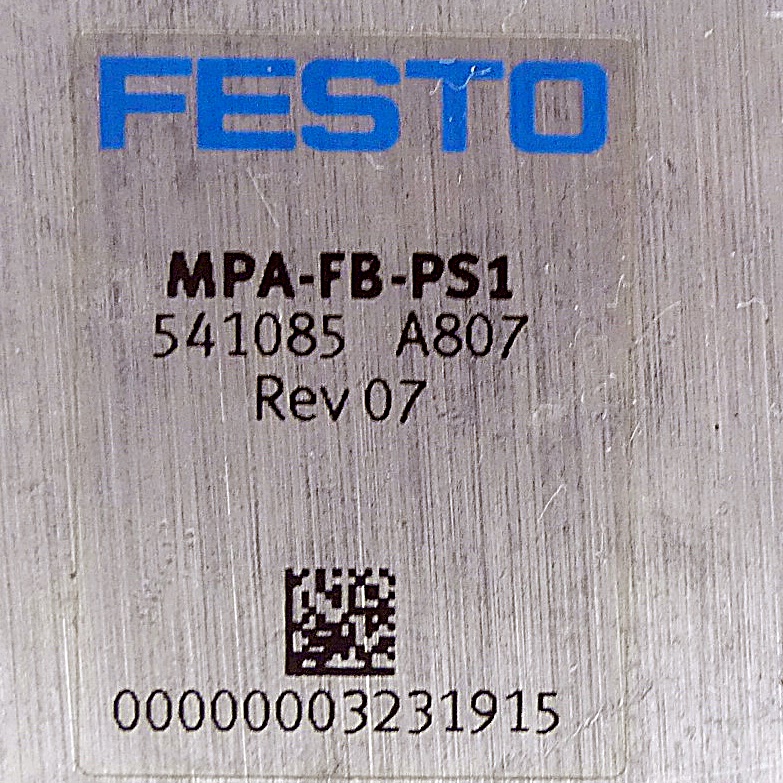 FESTO
MPA-FB-PS1
541085 A807
Rev 07
00000003231915